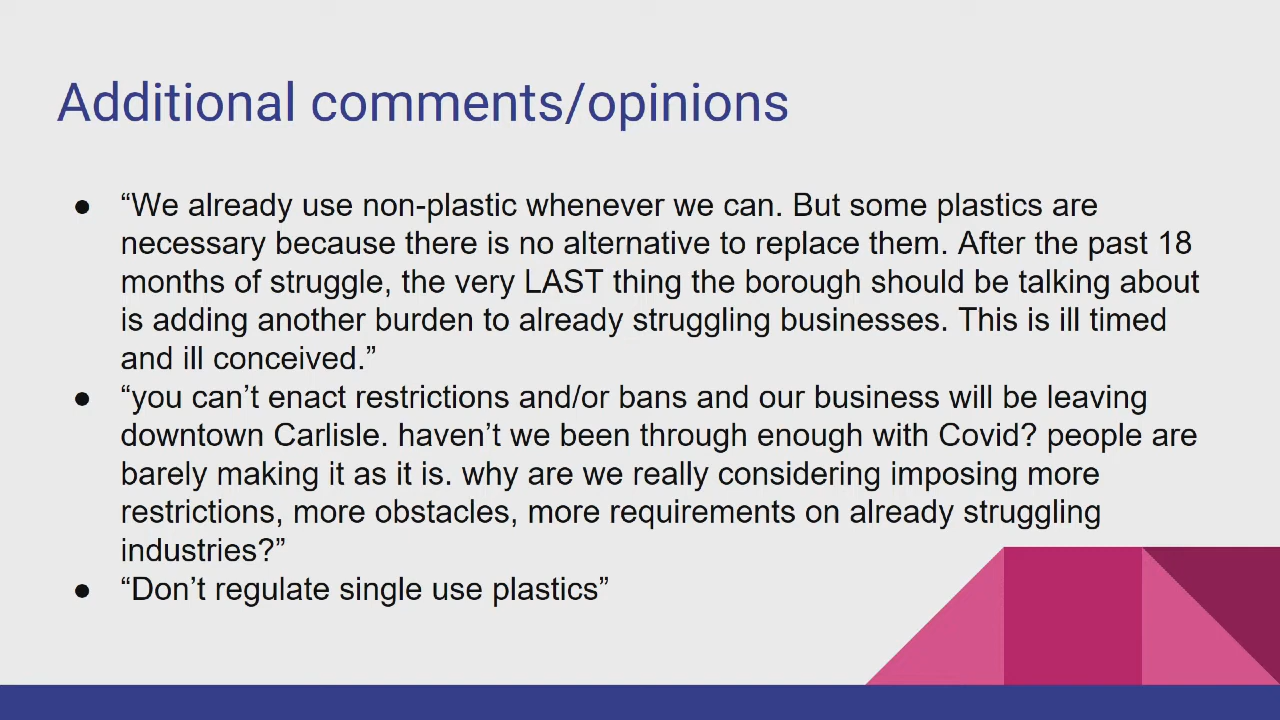 Additional comments/opinions
● “We already use non-plastic whenever we can. But some plastics are
necessary because there is no alternative to replace them. After the past 18
months of struggle, the very LAST thing the borough should be talking about
is adding another burden to already struggling businesses. This is ill timed
and ill conceived.”
● “you can’t enact restrictions and/or bans and our business will be leaving
downtown Carlisle. haven’t we been through enough with Covid? people are
barely making it as it is. why are we really considering imposing more
restrictions, more obstacles, more requirements on already struggling
industries?”
● “Don’t regulate single use plastics”